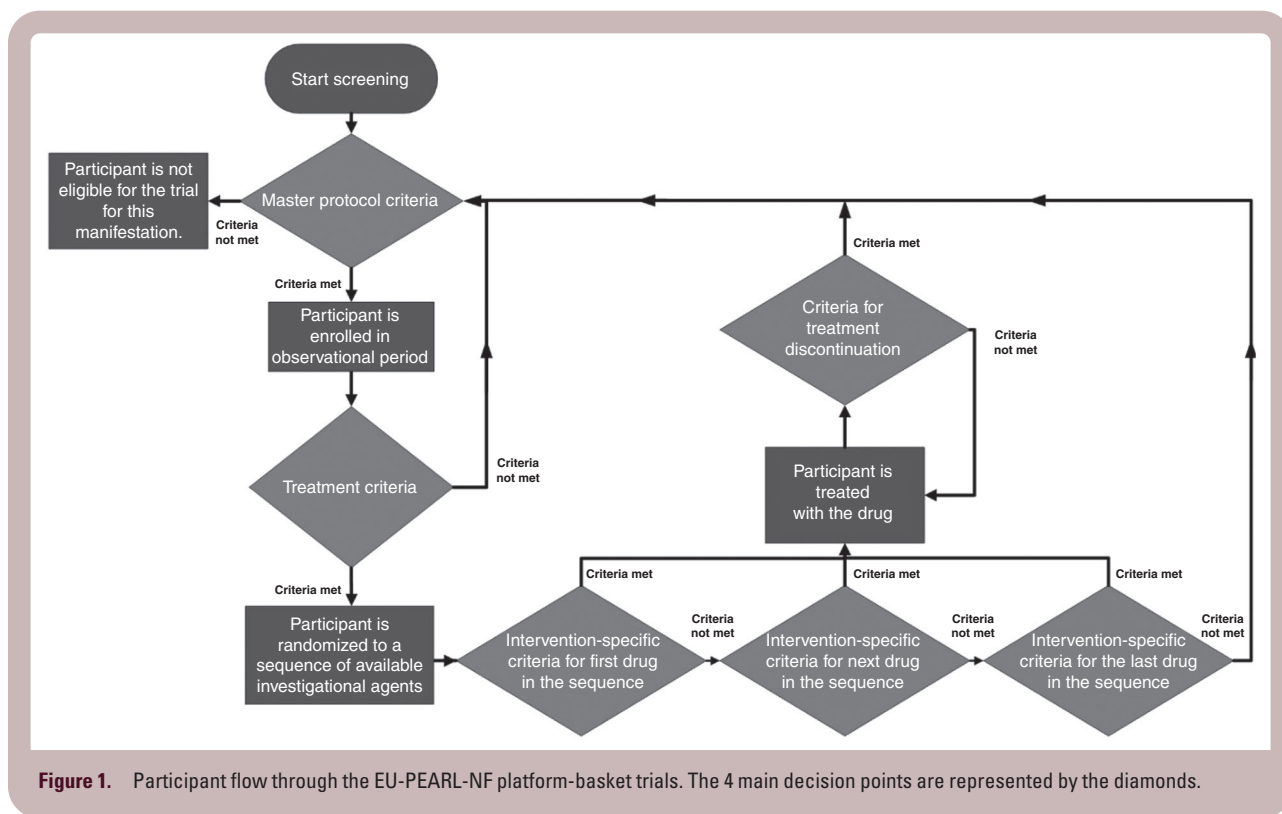 Start screening
Participant is not
eligible for the trial
for this
manifestation.
Master protocol criteria
Criteria
not met
Criteria met
Participant is
enrolled in
observational period
Treatment criteria
Criteria
not met
Criteria met
Participant is
randomized to a
sequence of available
investigational agents
Intervention-specific
criteria for first drug
in the sequence
Criteria met
Criteria
not met
Intervention-specific
criteria for next drug
in the sequence
Criteria met
Criteria
not met
Intervention-specific
criteria for the last drug
in the sequence
Criteria met
Criteria
not met
Participant is
treated
with the drug
Criteria for
treatment
discontinuation
Criteria met
Criteria
not met
Figure 1. Participant flow through the EU-PEARL-NF platform-basket trials. The 4 main decision points are represented by the diamonds.